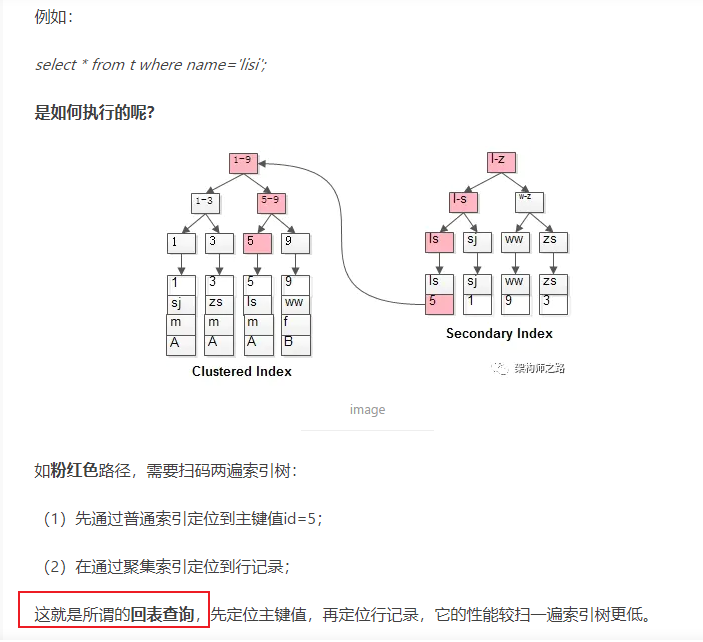 例如：
select * from t where name='lisi';
是如何执行的呢？
1-9
l-z
1-3
5-9
l-s
w-z
1
3
5
9
ls
sj
ww
zs
1
3
5
9
ls
sj
ww
zs
sj
zs
ls
ww
5
1
9
3
m
m
m
f
A
A
A
B
Secondary Index
Clustered Index
架构师之路
image
如粉红色路径，需要扫码两遍索引树：
（1）先通过普通索引定位到主键值id=5；
（2）在通过聚集索引定位到行记录；
这就是所谓的回表查询，先定位主键值，再定位行记录，它的性能较扫一遍索引树更低。